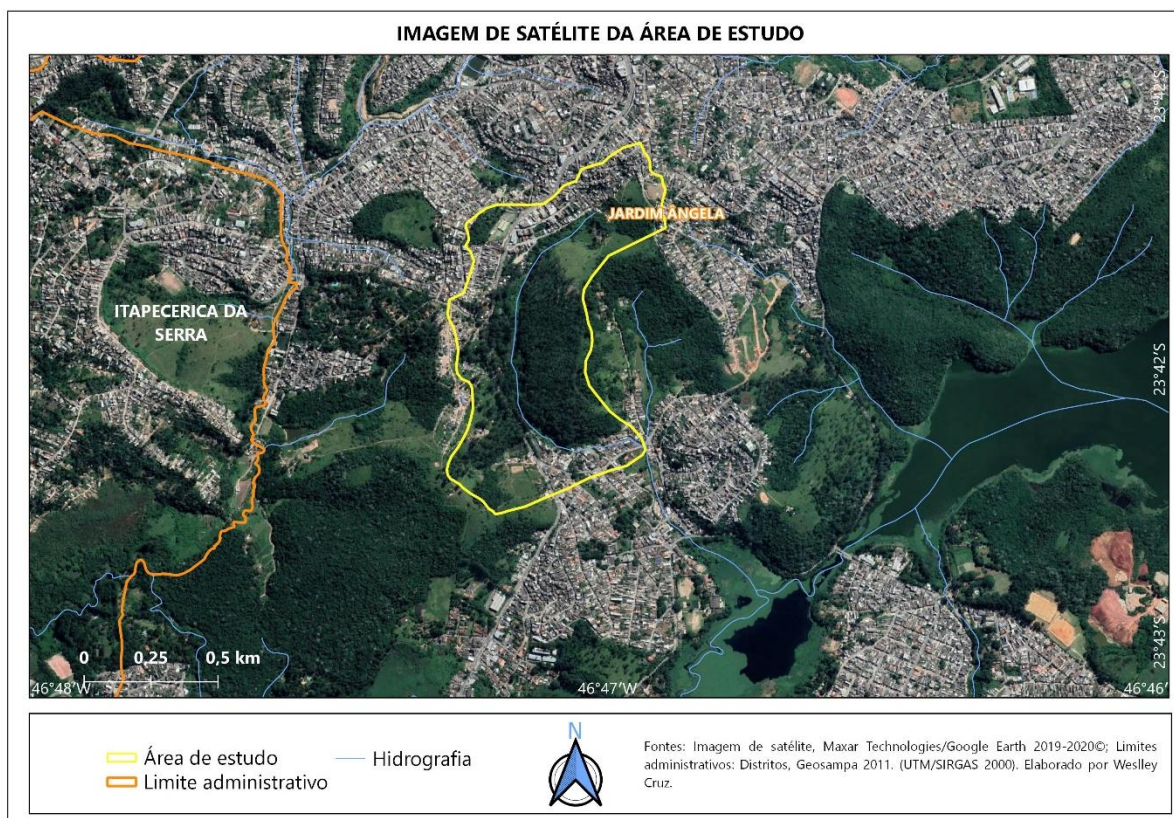 IMAGEM DE SATÉLITE DA ÁREA DE ESTUDO
23°42'S
JARDIM ÂNGELA
ITAPECERICA DA
SERRA
23°42'S
23°43'S
0 0,25 0,5 km
46°48'W
46°47'W
46°46'
Área de estudo
Limite administrativo
Hidrografia
N
Fontes: Imagem de satélite, Maxar Technologies/Google Earth 2019-2020©; Limites
administrativos: Distritos, Geosampa 2011. (UTM/SIRGAS 2000). Elaborado por Weslley
Cruz.